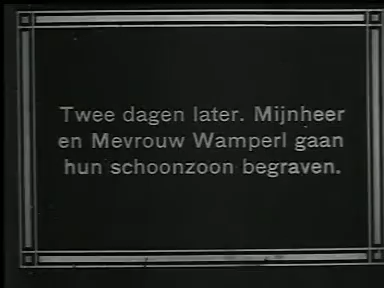 Twee dagen later. Mijnheer
en Mevrouw Wamperl gaan
hun schoonzoon begraven.